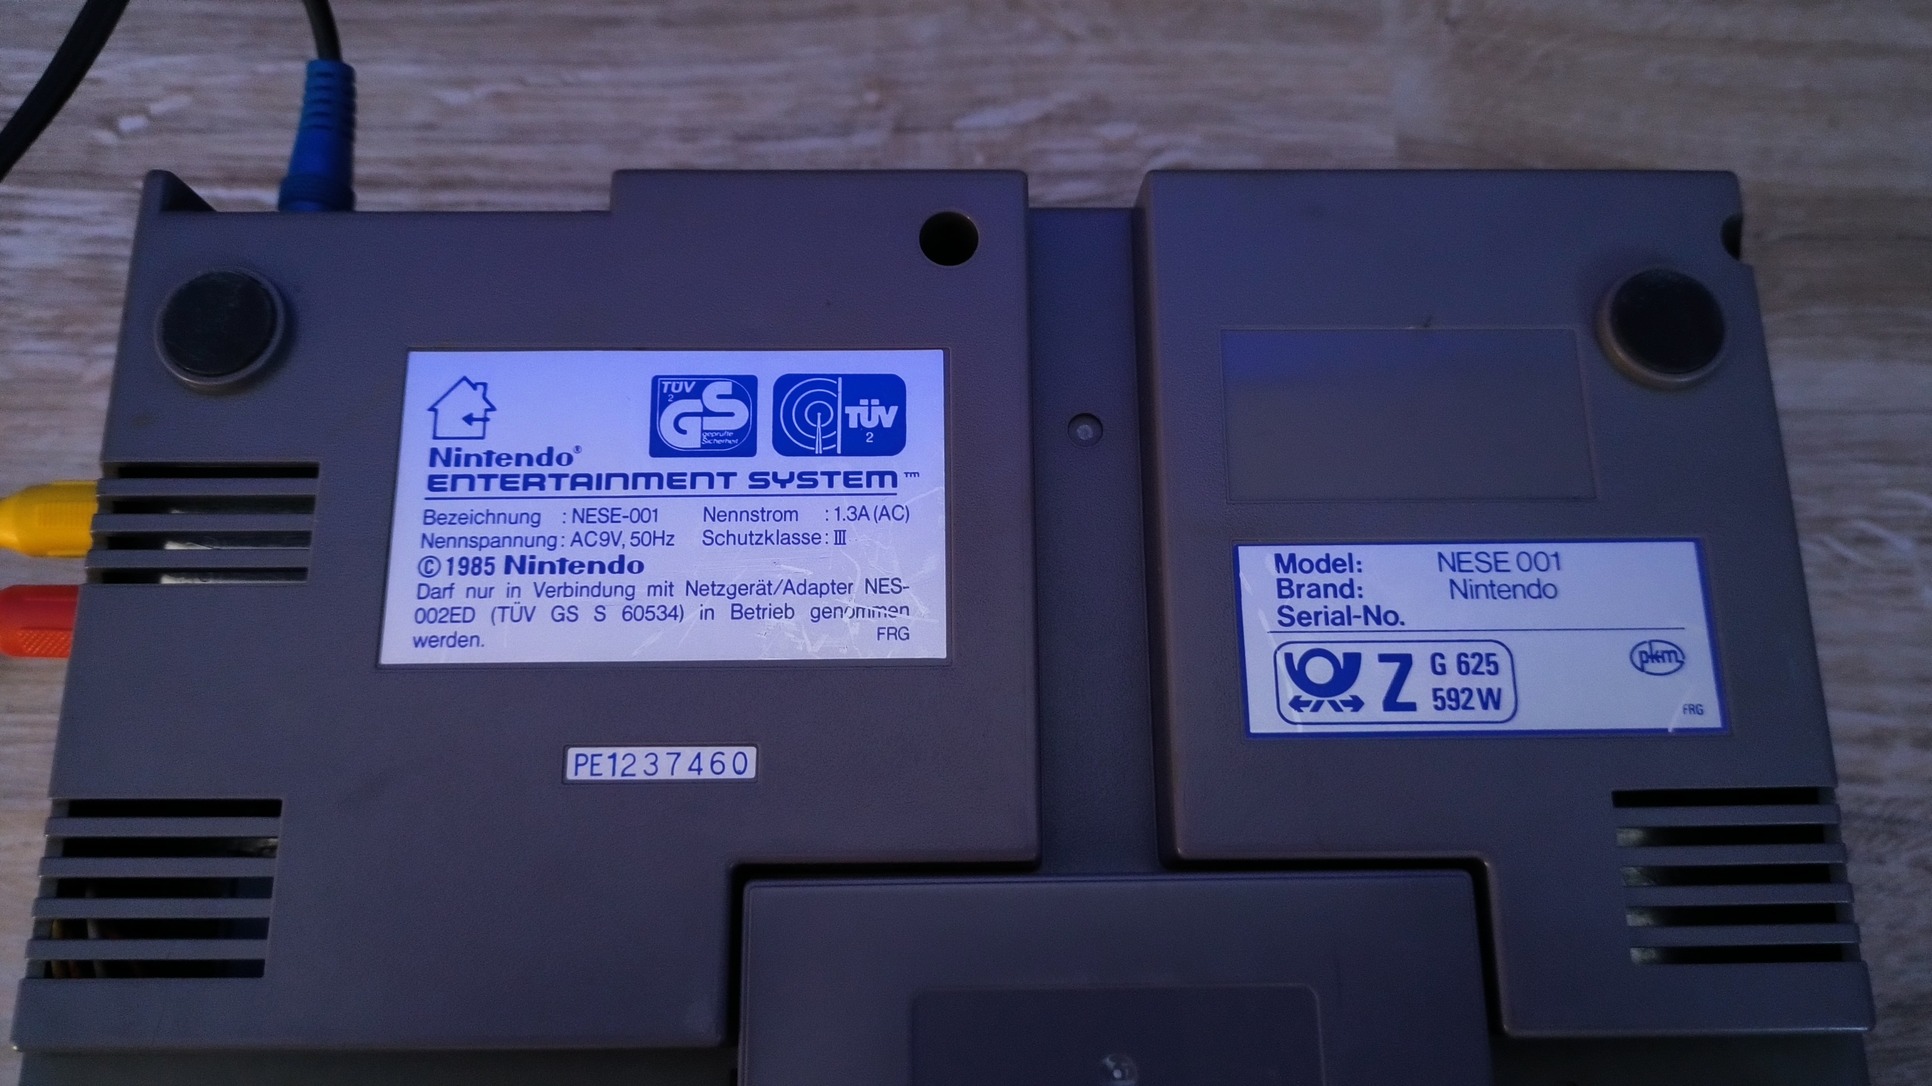 TÜV
2
GS
geprüfte
Sicherheit
TÜV
2
Nintendo®
ENTERTAINMENT SYSTEM™
Bezeichnung : NESE-001 Nennstrom : 1.3A (AC)
Nennspannung : AC9V, 50Hz Schutzklasse : III
© 1985 Nintendo
Darf nur in Verbindung mit Netzgerät/Adapter NES-
002ED (TÜV GS S 60534) in Betrieb genommen
werden. FRG
PE1237460
Model: NESE 001
Brand: Nintendo
Serial-No.
Z G 625
592W
pkm
FRG